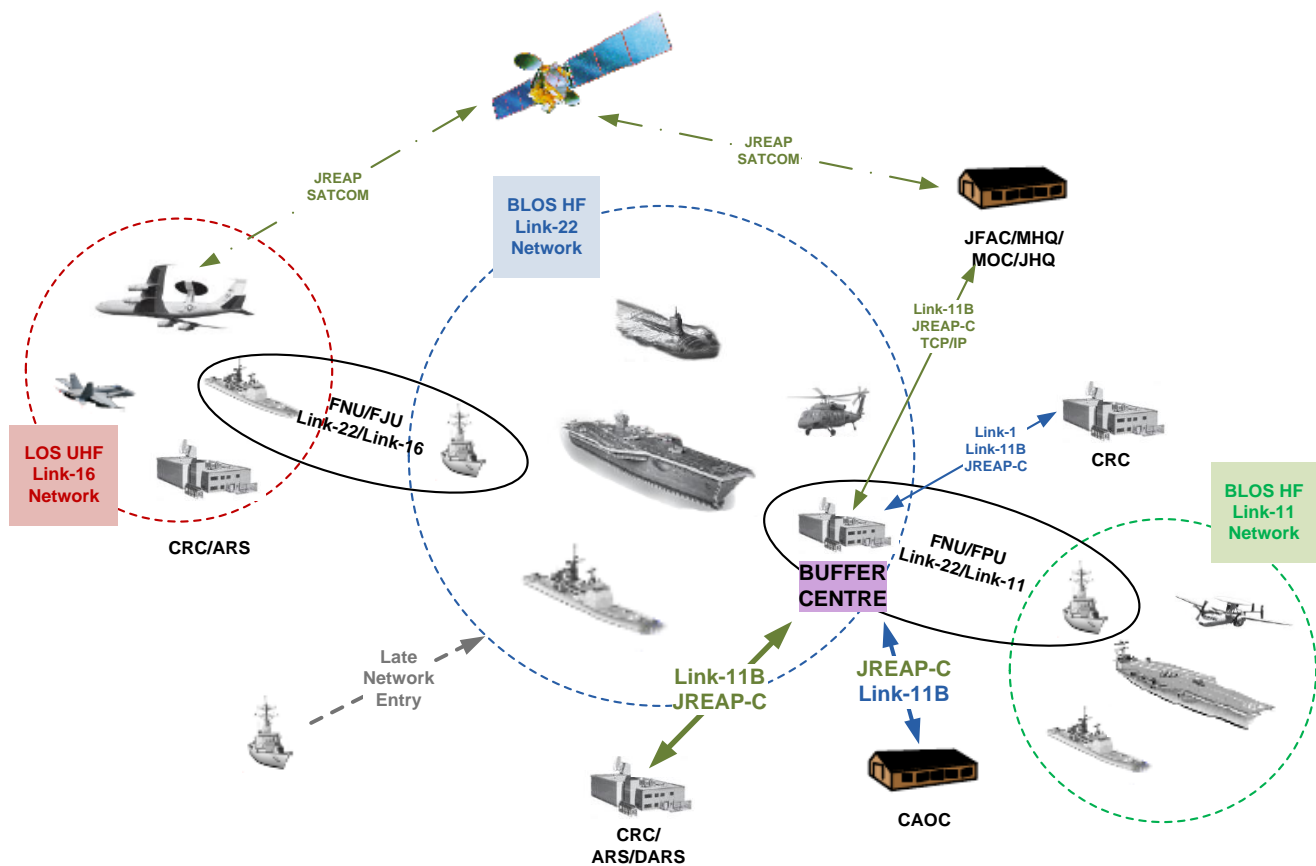 JREAP
SATCOM
JREAP
SATCOM
BLOS HF
Link-22
Network
JFAC/MHQ/
MOC/JHQ
Link-11B
JREAP-C
TCP/IP
FNU/FJU
Link-22/Link-16
LOS UHF
Link-16
Network
CRC/ARS
Link-1
Link-11B
JREAP-C
CRC
BLOS HF
Link-11
Network
FNU/FPU
Link-22/Link-11
BUFFER
CENTRE
Late
Network
Entry
Link-11B
JREAP-C
JREAP-C
Link-11B
CRC/
ARS/DARS
CAOC